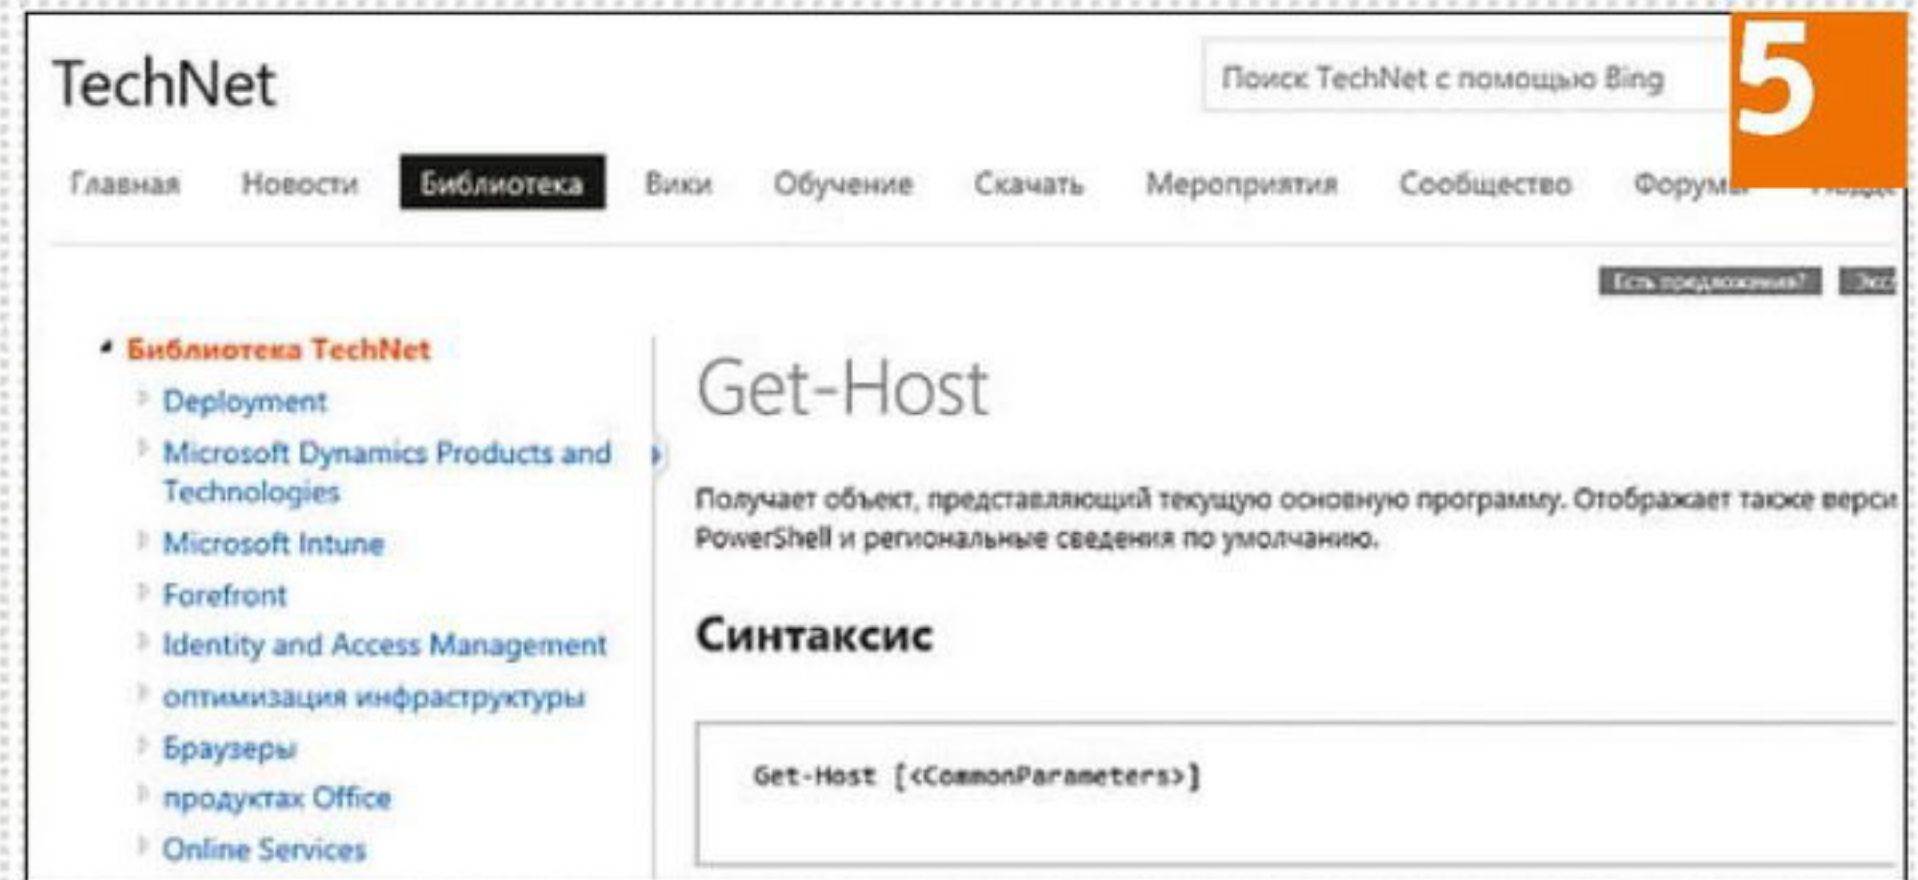 TechNet
Поиск TechNet с помощью Bing
5
Главная Новости Библиотека Вики Обучение Скачать Мероприятия Сообщество
Есть предложения?
Библиотека TechNet
Deployment
Microsoft Dynamics Products and
Technologies
Microsoft Intune
Forefront
Identity and Access Management
оптимизация инфраструктуры
Браузеры
продуктах Office
Online Services
Get-Host
Получает объект, представляющий текущую основную программу. Отображает также верси
PowerShell и региональные сведения по умолчанию.
Синтаксис
Get-Host [<CommonParameters>]